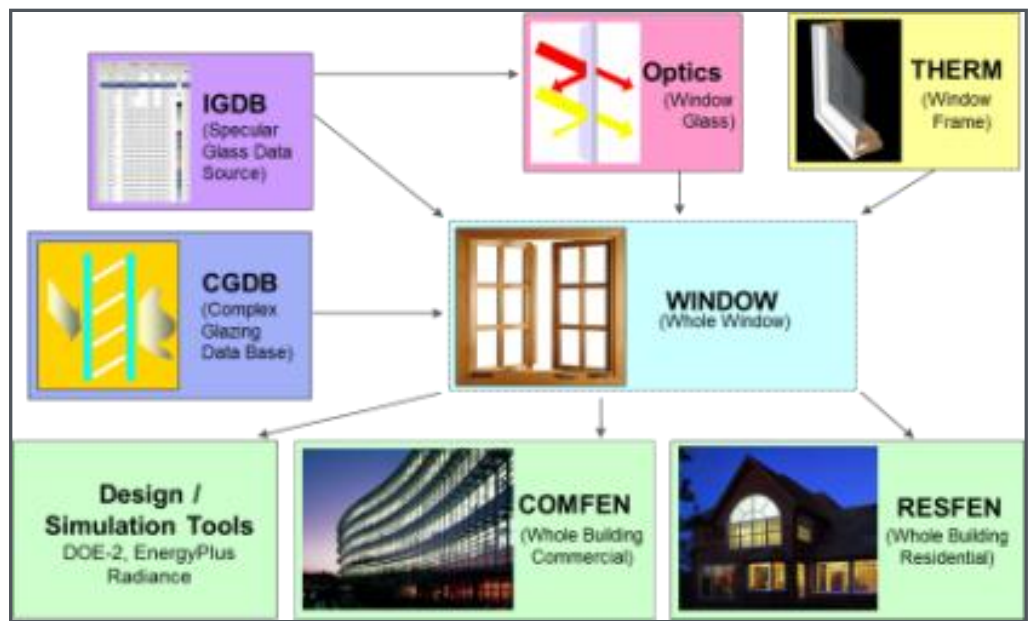 IGDB
(Specular
Glass Data
Source)
Optics
(Window
Glass)
THERM
(Window
Frame)
CGDB
(Complex
Glazing
Data Base)
WINDOW
(Whole Window)
Design /
Simulation Tools
DOE-2, EnergyPlus
Radiance
COMFEN
(Whole Building
Commercial)
RESFEN
(Whole Building
Residential)